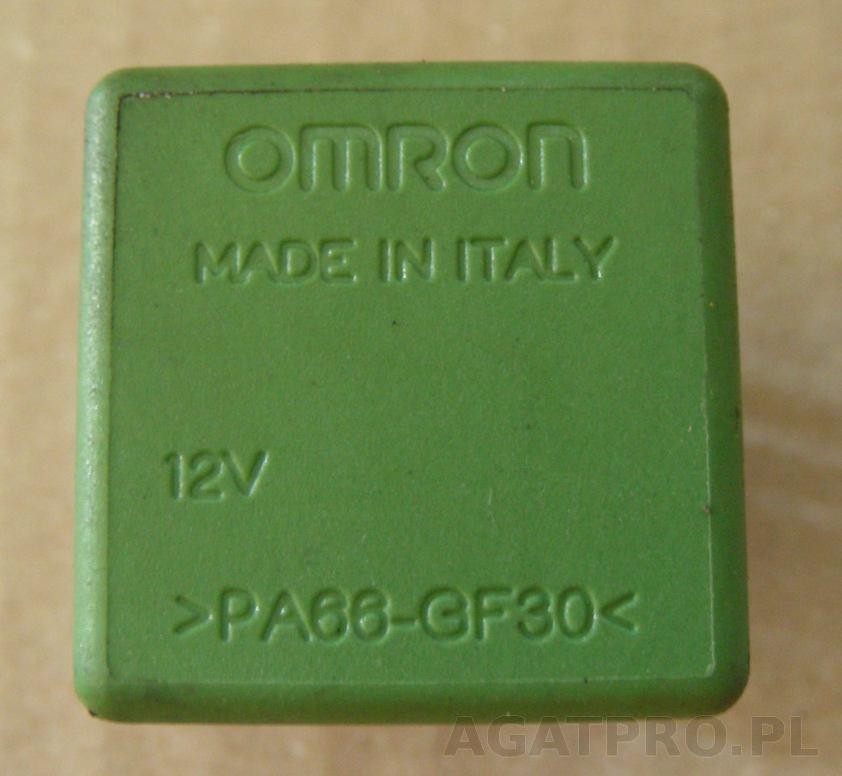 OMRON
MADE IN ITALY
12V
>PA66-GF30<
AGATPRO.PL